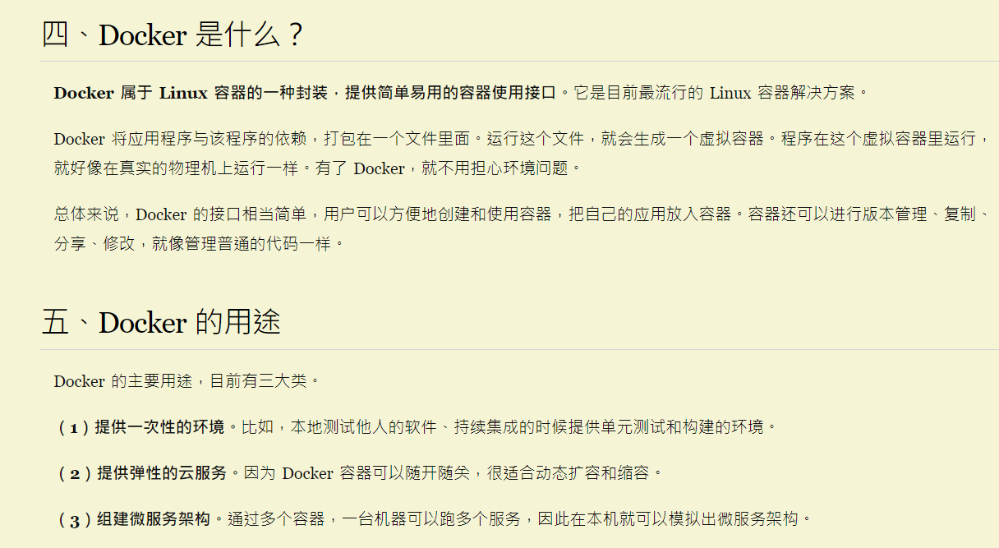 四、Docker 是什么？
Docker 属于 Linux 容器的一种封装，提供简单易用的容器使用接口。它是目前最流行的 Linux 容器解决方案。
Docker 将应用程序与该程序的依赖，打包在一个文件里面。运行这个文件，就会生成一个虚拟容器。程序在这个虚拟容器里运行，
就好像在真实的物理机上运行一样。有了 Docker，就不用担心环境问题。
总体来说，Docker 的接口相当简单，用户可以方便地创建和使用容器，把自己的应用放入容器。容器还可以进行版本管理、复制、
分享、修改，就像管理普通的代码一样。
五、Docker 的用途
Docker 的主要用途，目前有三大类。
（1）提供一次性的环境。比如，本地测试他人的软件、持续集成的时候提供单元测试和构建的环境。
（2）提供弹性的云服务。因为 Docker 容器可以随开随关，很适合动态扩容和缩容。
（3）组建微服务架构。通过多个容器，一台机器可以跑多个服务，因此在本机就可以模拟出微服务架构。